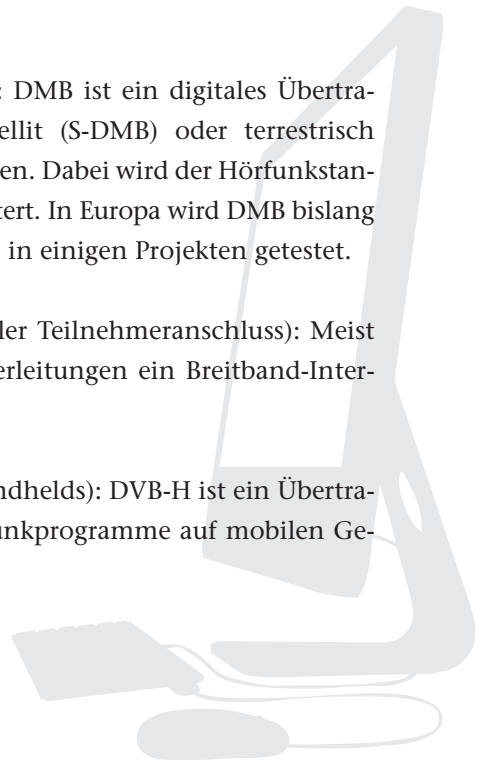 : DMB ist ein digitales Übertra-
ellit (S-DMB) oder terrestrisch
en. Dabei wird der Hörfunkstan-
tert. In Europa wird DMB bislang
in einigen Projekten getestet.
ler Teilnehmeranschluss): Meist
erleitungen ein Breitband-Inter-
ndhelds): DVB-H ist ein Übertra-
unkprogramme auf mobilen Ge-